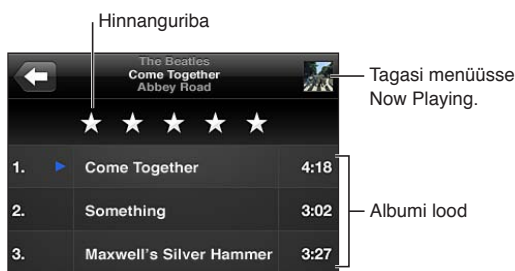 Hinnanguriba
The Beatles
Come Together
Abbey Road
Tagasi menüüsse
Now Playing.
1. Come Together 4:18
2. Something 3:02
3. Maxwell's Silver Hammer 3:27
Albumi lood